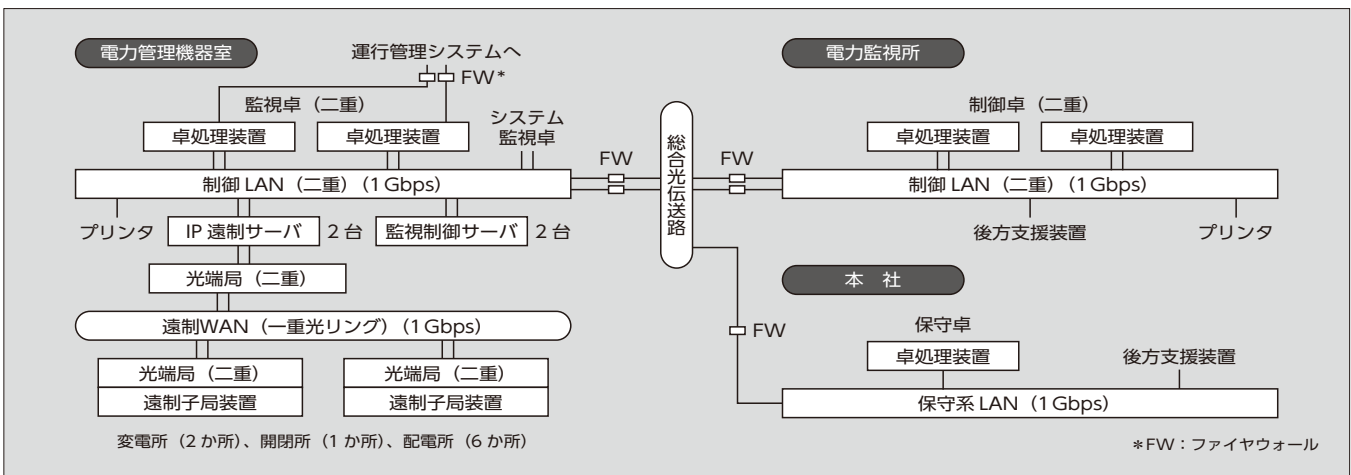 電力管理機器室
運行管理システムへ
FW*
監視卓（二重）
卓処理装置
卓処理装置
システム
監視卓
FW
制御 LAN（二重）（1 Gbps）
プリンタ
IP 遠制サーバ
2 台
監視制御サーバ
2 台
光端局（二重）
遠制WAN（一重光リング）（1 Gbps）
光端局（二重）
遠制子局装置
光端局（二重）
遠制子局装置
変電所（2 か所）、開閉所（1 か所）、配電所（6 か所）
総合光伝送路
電力監視所
制御卓（二重）
卓処理装置
卓処理装置
FW
制御 LAN（二重）（1 Gbps）
後方支援装置
プリンタ
本 社
FW
保守卓
卓処理装置
後方支援装置
保守系 LAN（1 Gbps）
*FW：ファイヤウォール